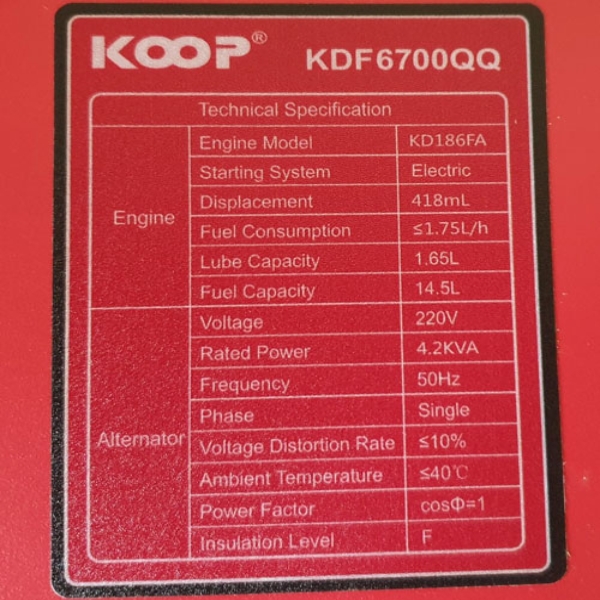 KOOP® KDF6700QQ
Technical Specification
Engine
Engine Model KD186FA
Starting System Electric
Displacement 418mL
Fuel Consumption ≤1.75L/h
Lube Capacity 1.65L
Fuel Capacity 14.5L
Alternator
Voltage 220V
Rated Power 4.2KVA
Frequency 50Hz
Phase Single
Voltage Distortion Rate ≤10%
Ambient Temperature ≤40℃
Power Factor cosΦ=1
Insulation Level F